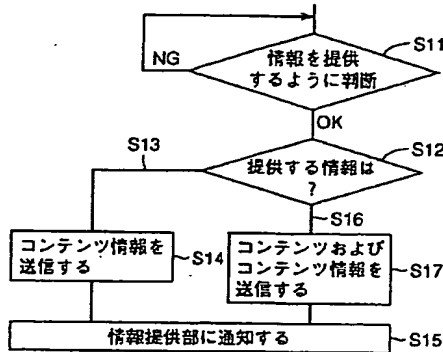 S11
情報を提供
するように判断
NG
OK
S13
S12
提供する情報は
?
S16
コンテンツ情報を
送信する
S14
コンテンツおよび
コンテンツ情報を
送信する
S17
情報提供部に通知する
S15